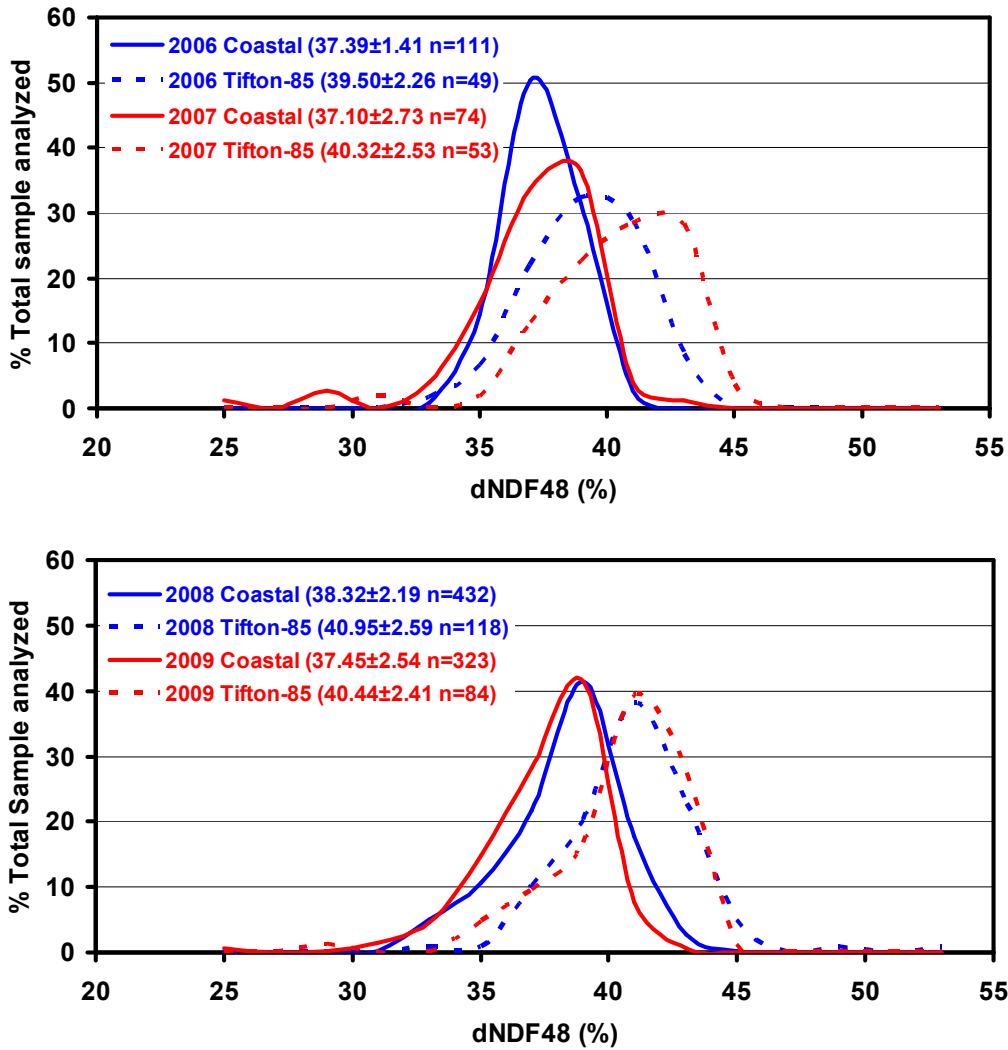 60
50
40
30
20
10
0
% Total sample analyzed
2006 Coastal (37.39±1.41 n=111)
2006 Tifton-85 (39.50±2.26 n=49)
2007 Coastal (37.10±2.73 n=74)
2007 Tifton-85 (40.32±2.53 n=53)
20 25 30 35 40 45 50 55
dNDF48 (%)
60
50
40
30
20
10
0
% Total Sample analyzed
2008 Coastal (38.32±2.19 n=432)
2008 Tifton-85 (40.95±2.59 n=118)
2009 Coastal (37.45±2.54 n=323)
2009 Tifton-85 (40.44±2.41 n=84)
20 25 30 35 40 45 50 55
dNDF48 (%)